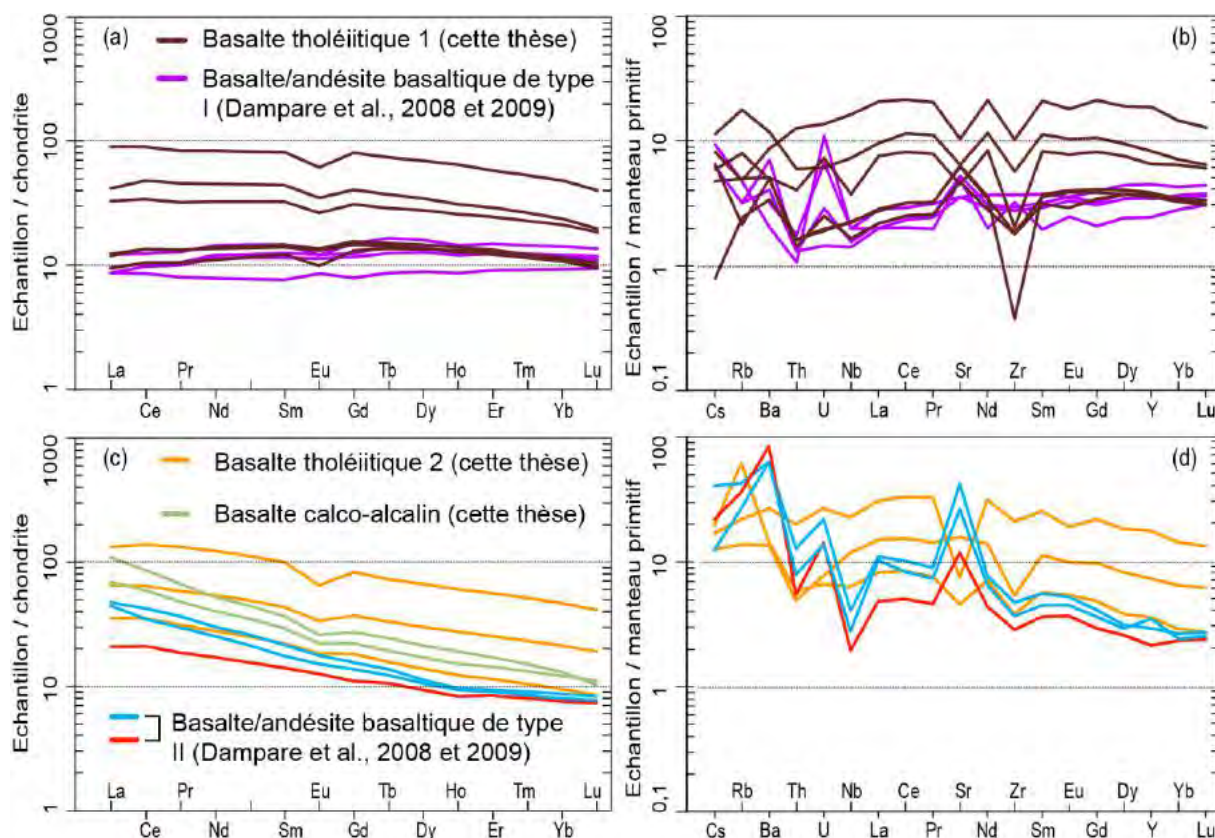 (a)
Basalte tholéiitique 1 (cette thèse)
Basalte/andésite basaltique de type
I (Dampare et al., 2008 et 2009)
Echantillon / chondrite
1000
100
10
1
La Pr Eu Tb Ho Tm Lu
Ce Nd Sm Gd Dy Er Yb
(b)
Echantillon / manteau primitif
100
10
1
0.1
Rb Th Nb Ce Sr Zr Eu Dy Yb
Cs Ba U La Pr Nd Sm Gd Y Lu
(c)
Basalte tholéiitique 2 (cette thèse)
Basalte calco-alcalin (cette thèse)
Basalte/andésite basaltique de type
II (Dampare et al., 2008 et 2009)
Echantillon / chondrite
1000
100
10
1
La Pr Eu Tb Ho Tm Lu
Ce Nd Sm Gd Dy Er Yb
(d)
Echantillon / manteau primitif
100
10
1
0.1
Rb Th Nb Ce Sr Zr Eu Dy Yb
Cs Ba U La Pr Nd Sm Gd Y Lu